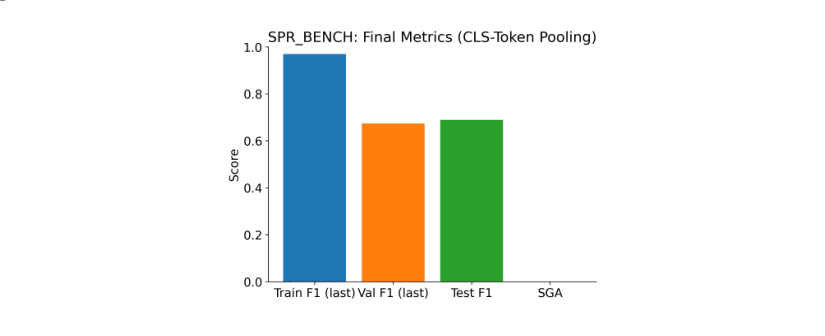 SPR_BENCH: Final Metrics (CLS-Token Pooling)
1.0
0.8
0.6
0.4
0.2
0.0
Score
Train F1 (last) Val F1 (last) Test F1 SGA